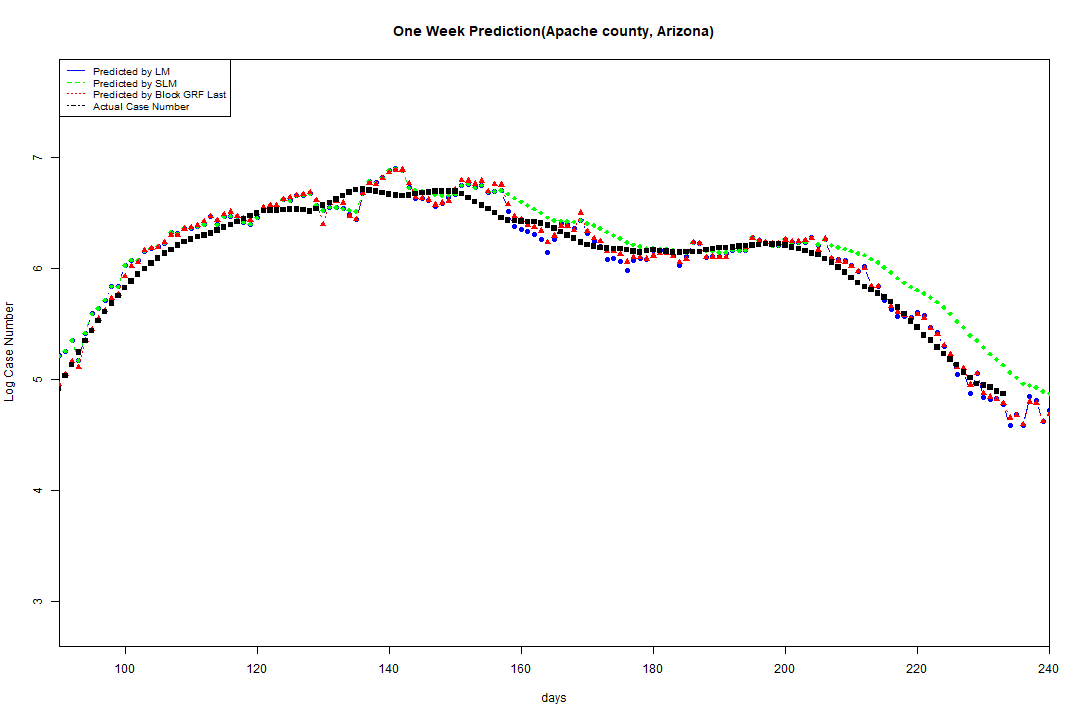 One Week Prediction(Apache county, Arizona)
Predicted by LM
Predicted by SLM
Predicted by Block GRF Last
Actual Case Number
7
6
5
4
3
Log Case Number
100 120 140 160 180 200 220 240
days